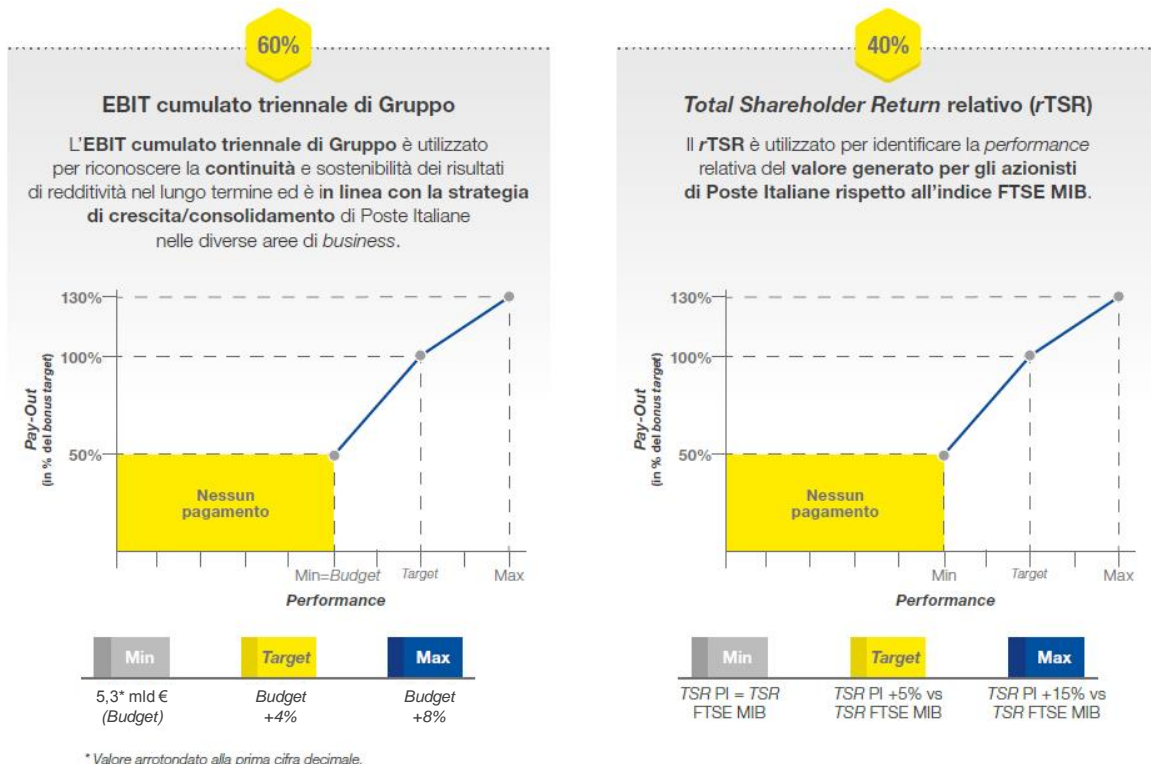 60%
EBIT cumulato triennale di Gruppo
L'EBIT cumulato triennale di Gruppo è utilizzato
per riconoscere la continuità e sostenibilità dei risultati
di redditività nel lungo termine ed è in linea con la strategia
di crescita/consolidamento di Poste Italiane
nelle diverse aree di business.
130%
100%
50%
Pay-Out
(in % del bonus target)
Nessun
pagamento
Min=Budget
Target
Max
Performance
Min
Target
Max
5,3* mld €
(Budget)
Budget
+4%
Budget
+8%
* Valore arrotondato alla prima cifra decimale.
40%
Total Shareholder Return relativo (rTSR)
Il rTSR è utilizzato per identificare la performance
relativa del valore generato per gli azionisti
di Poste Italiane rispetto all'indice FTSE MIB.
130%
100%
50%
Pay-Out
(in % del bonus target)
Nessun
pagamento
Min
Target
Max
Performance
Min
Target
Max
TSR PI = TSR
FTSE MIB
TSR PI +5% vs
TSR FTSE MIB
TSR PI +15% vs
TSR FTSE MIB